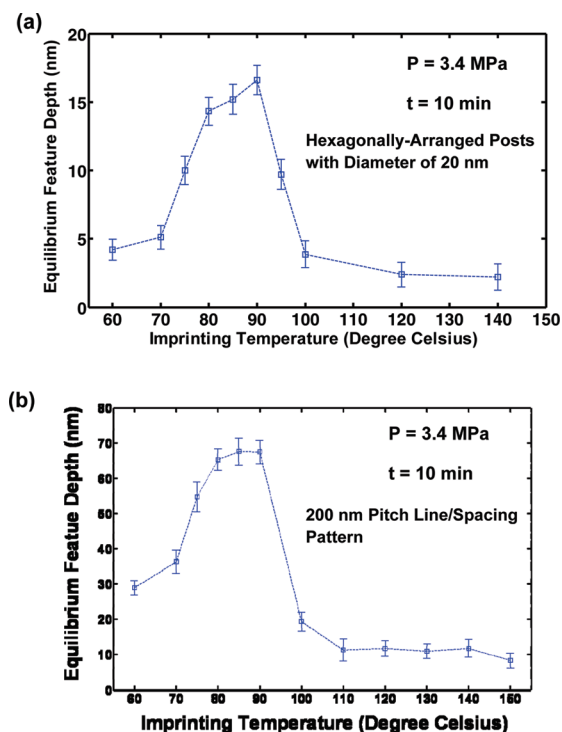 (a)
20
15
10
5
0
Equilibrium Feature Depth (nm)
P = 3.4 MPa
t = 10 min
Hexagonally-Arranged Posts
with Diameter of 20 nm
60 70 80 90 100 110 120 130 140 150
Imprinting Temperature (Degree Celsius)
(b)
80
70
60
50
40
30
20
10
0
Equilibrium Featue Depth (nm)
P = 3.4 MPa
t = 10 min
200 nm Pitch Line/Spacing
Pattern
60 70 80 90 100 110 120 130 140 150
Imprinting Temperature (Degree Celsius)